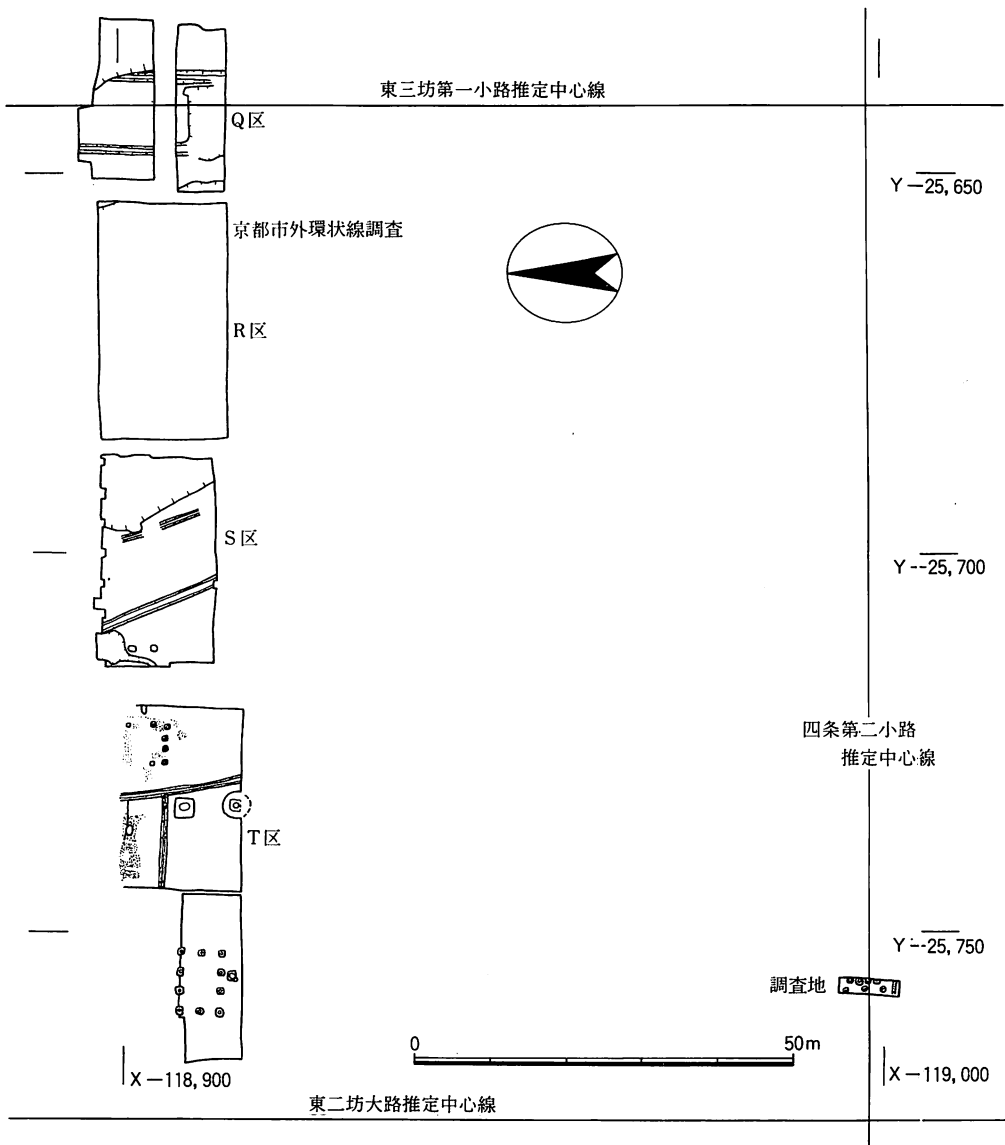 東三坊第一小路推定中心線
Q区
Y－25,650
京都市外環状線調査
R区
S区
Y－-25,700
四条第二小路
推定中心線
T区
Y－-25,750
調査地
0 50m
X－118,900
X－119,000
東二坊大路推定中心線